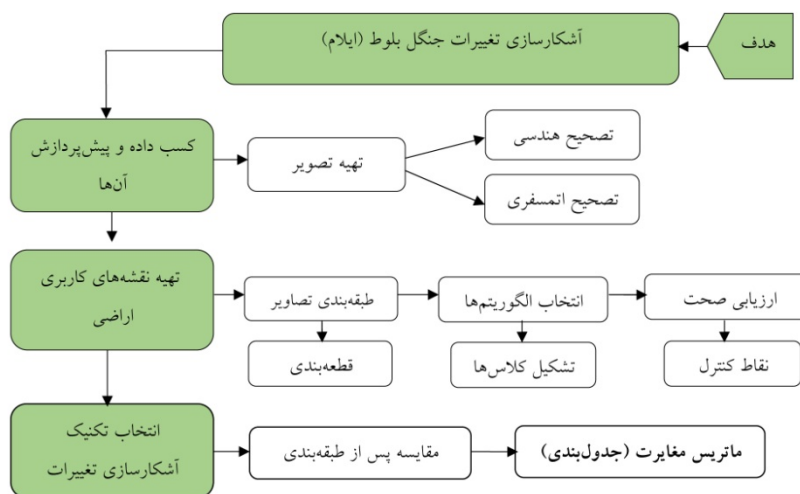 هدف
آشکارسازی تغییرات جنگل بلوط (ایلام)
کسب داده و پیش‌پردازش
آن‌ها
تهیه تصویر
تصحیح هندسی
تصحیح اتمسفری
تهیه نقشه‌های کاربری
اراضی
طبقه‌بندی تصاویر
انتخاب الگوریتم‌ها
ارزیابی صحت
قطعه‌بندی
تشکیل کلاس‌ها
نقاط کنترل
انتخاب تکنیک
آشکارسازی تغییرات
مقایسه پس از طبقه‌بندی
ماتریس مغایرت (جدول‌بندی)